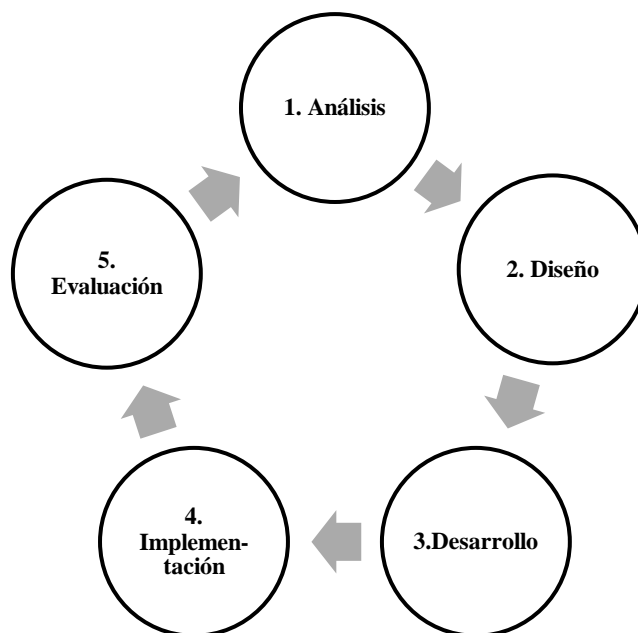 1. Análisis
2. Diseño
3.Desarrollo
4.
Implemen-
tación
5.
Evaluación